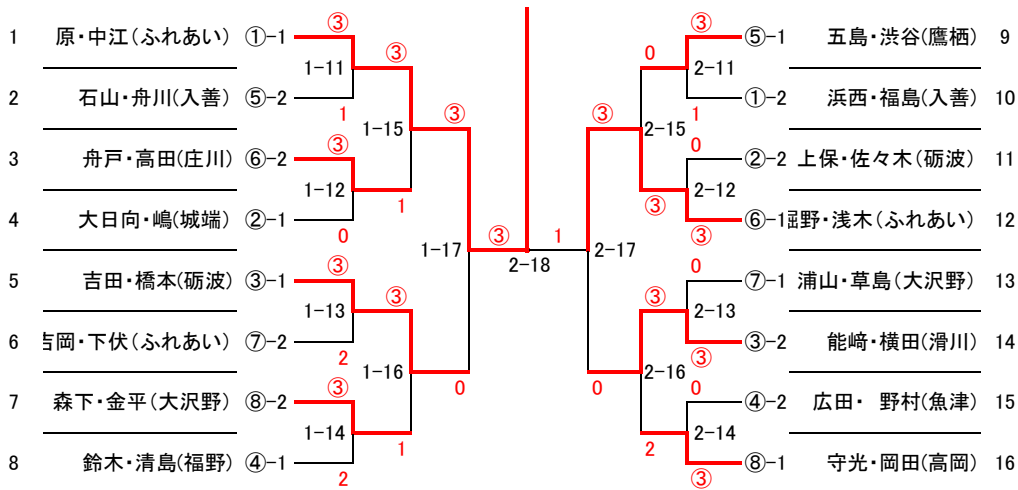 ③ ③
1 原・中江(ふれあい) ①-1 ③ 0 ⑤-1 五島・渋谷(鷹栖) 9
1-11 2-11
2 石山・舟川(入善) ⑤-2 ①-2 浜西・福島(入善) 10
1 ③ ③ 1
1-15 2-15
③ 0
3 舟戸・高田(庄川) ⑥-2 ②-2 上保・佐々木(砺波) 11
1-12 2-12
1 ③
4 大日向・嶋(城端) ②-1 ⑥-1 野・浅木(ふれあい) 12
0 ③ 1 ③
1-17 2-17
2-18
③ 0
5 吉田・橋本(砺波) ③-1 ⑦-1 浦山・草島(大沢野) 13
③ ③
1-13 2-13
6 岡・下伏(ふれあい) ⑦-2 ③-2 能﨑・横田(滑川) 14
2 ③
1-16 2-16
③ 0 0 0
7 森下・金平(大沢野) ⑧-2 ④-2 広田・ 野村(魚津) 15
1-14 2-14
1 2
8 鈴木・清島(福野) ④-1 ⑧-1 守光・岡田(高岡) 16
2 ③